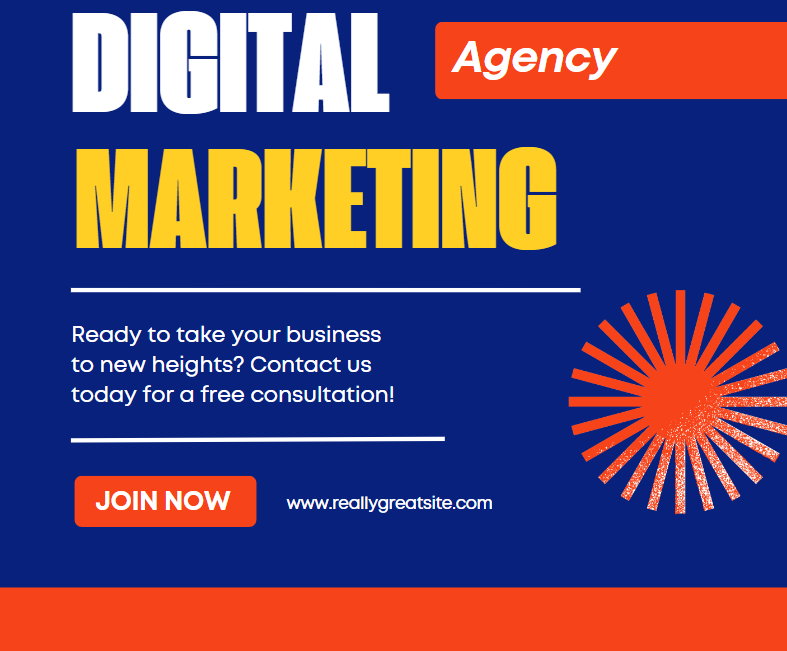 DIGITAL
Agency
MARKETING
Ready to take your business
to new heights? Contact us
today for a free consultation!
JOIN NOW
www.reallygreatsite.com